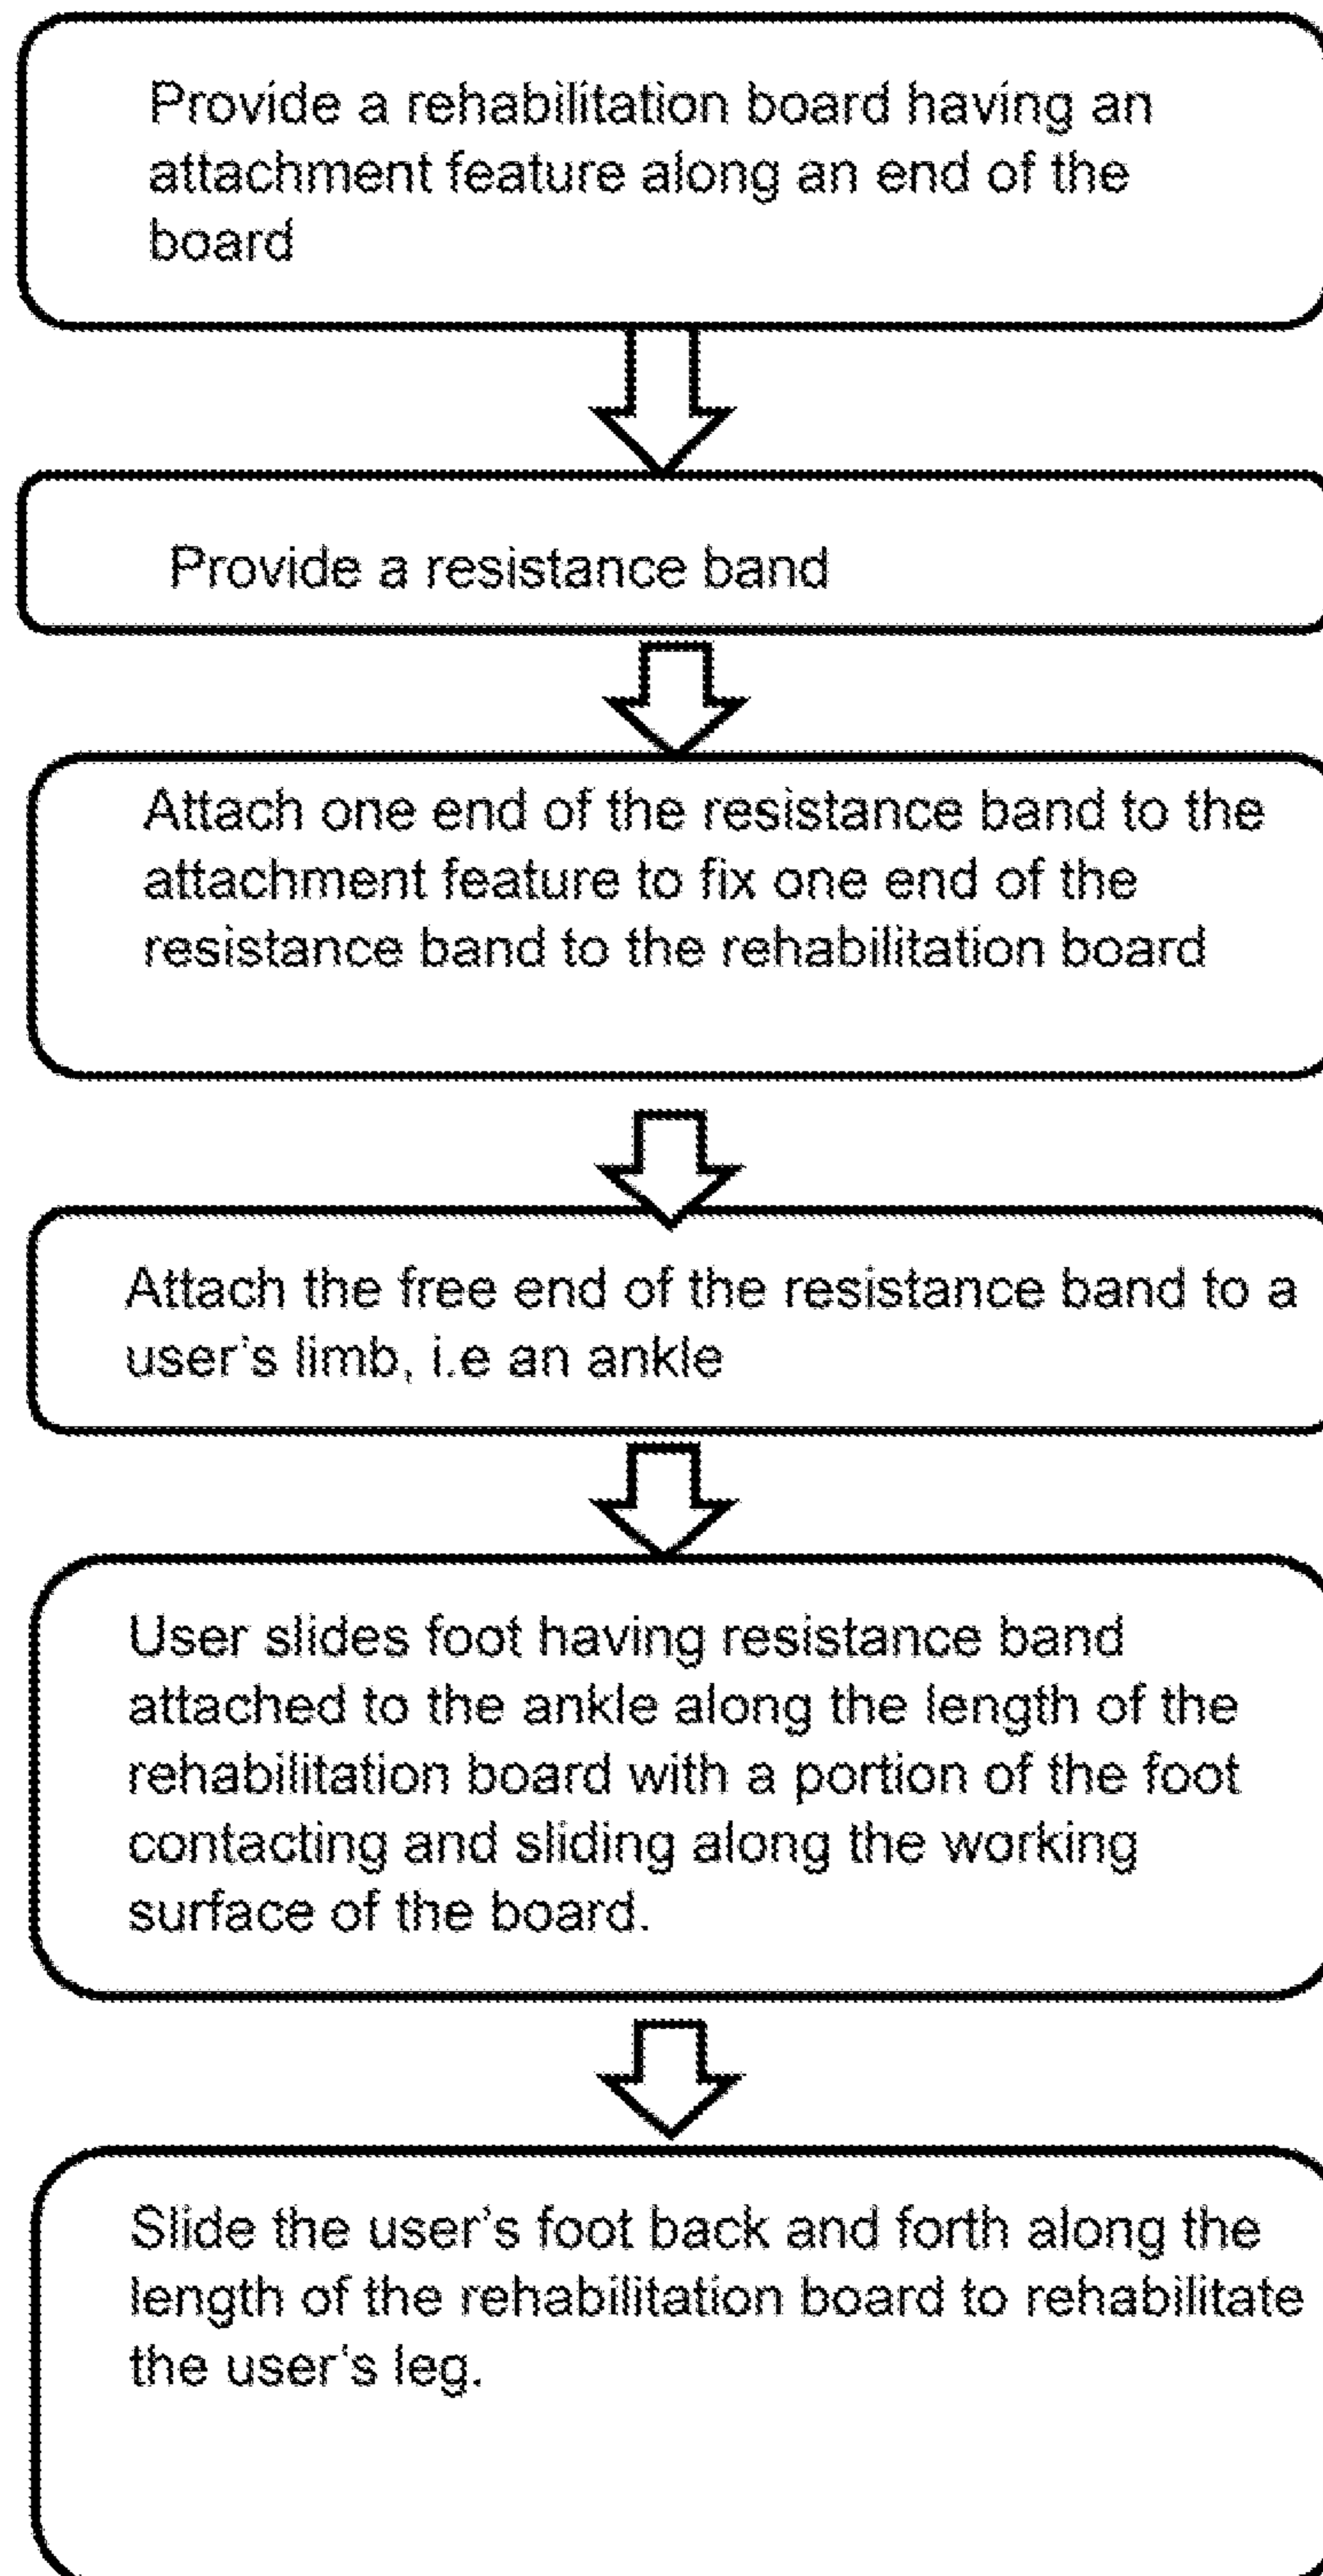 Provide a rehabilitation board having an
attachment feature along an end of the
board
Provide a resistance band
Attach one end of the resistance band to the
attachment feature to fix one end of the
resistance band to the rehabilitation board
Attach the free end of the resistance band to a
user's limb, i.e an ankle
User slides foot having resistance band
attached to the ankle along the length of the
rehabilitation board with a portion of the foot
contacting and sliding along the working
surface of the board.
Slide the user's foot back and forth along the
length of the rehabilitation board to rehabilitate
the user's leg.